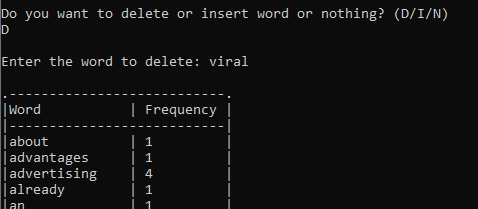 Do you want to delete or insert word or nothing? (D/I/N)
D
Enter the word to delete: viral
.---------------------------.
|Word | Frequency |
|---------------------------|
|about | 1 |
|advantages | 1 |
|advertising | 4 |
|already | 1 |
|an | 1 |